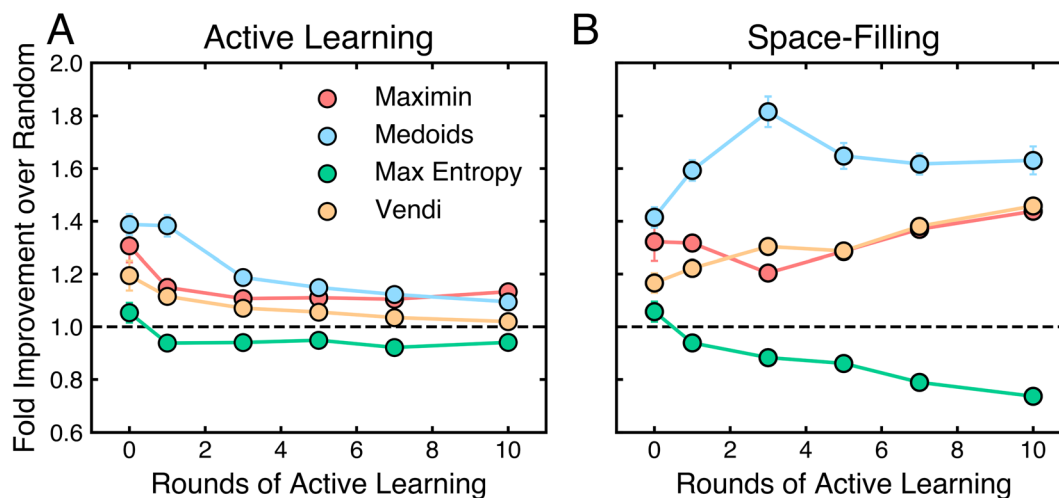 A
Active Learning
Fold Improvement over Random
2.0
1.8
1.6
1.4
1.2
1.0
0.8
0.6
Maximin
Medoids
Max Entropy
Vendi
0 2 4 6 8 10
Rounds of Active Learning
B
Space-Filling
0 2 4 6 8 10
Rounds of Active Learning